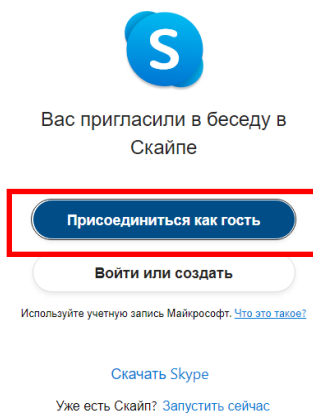 S
Вас пригласили в беседу в
Скайпе
Присоединиться как гость
Войти или создать
Используйте учетную запись Майкрософт. Что это такое?
Скачать Skype
Уже есть Скайп? Запустить сейчас